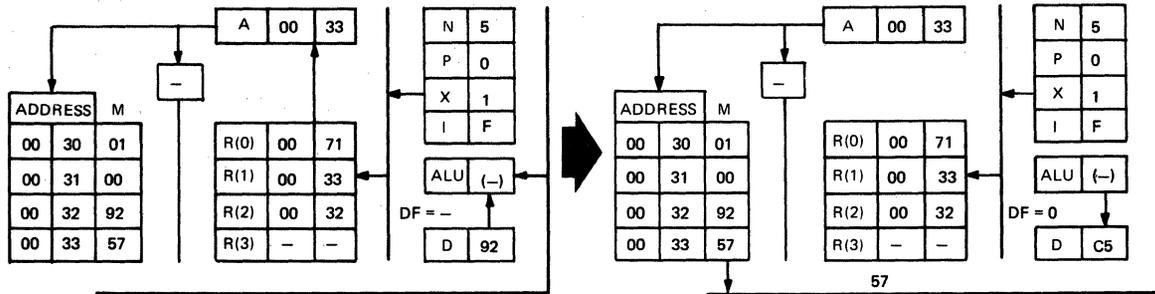 A 00 33
N 5
P 0
X 1
I F
–
ADDRESS M
00 30 01
00 31 00
00 32 92
00 33 57
R(0) 00 71
R(1) 00 33
R(2) 00 32
R(3) – –
ALU (–)
DF = –
D 92
A 00 33
N 5
P 0
X 1
I F
–
ADDRESS M
00 30 01
00 31 00
00 32 92
00 33 57
R(0) 00 71
R(1) 00 33
R(2) 00 32
R(3) – –
ALU (–)
DF = 0
D C5
57